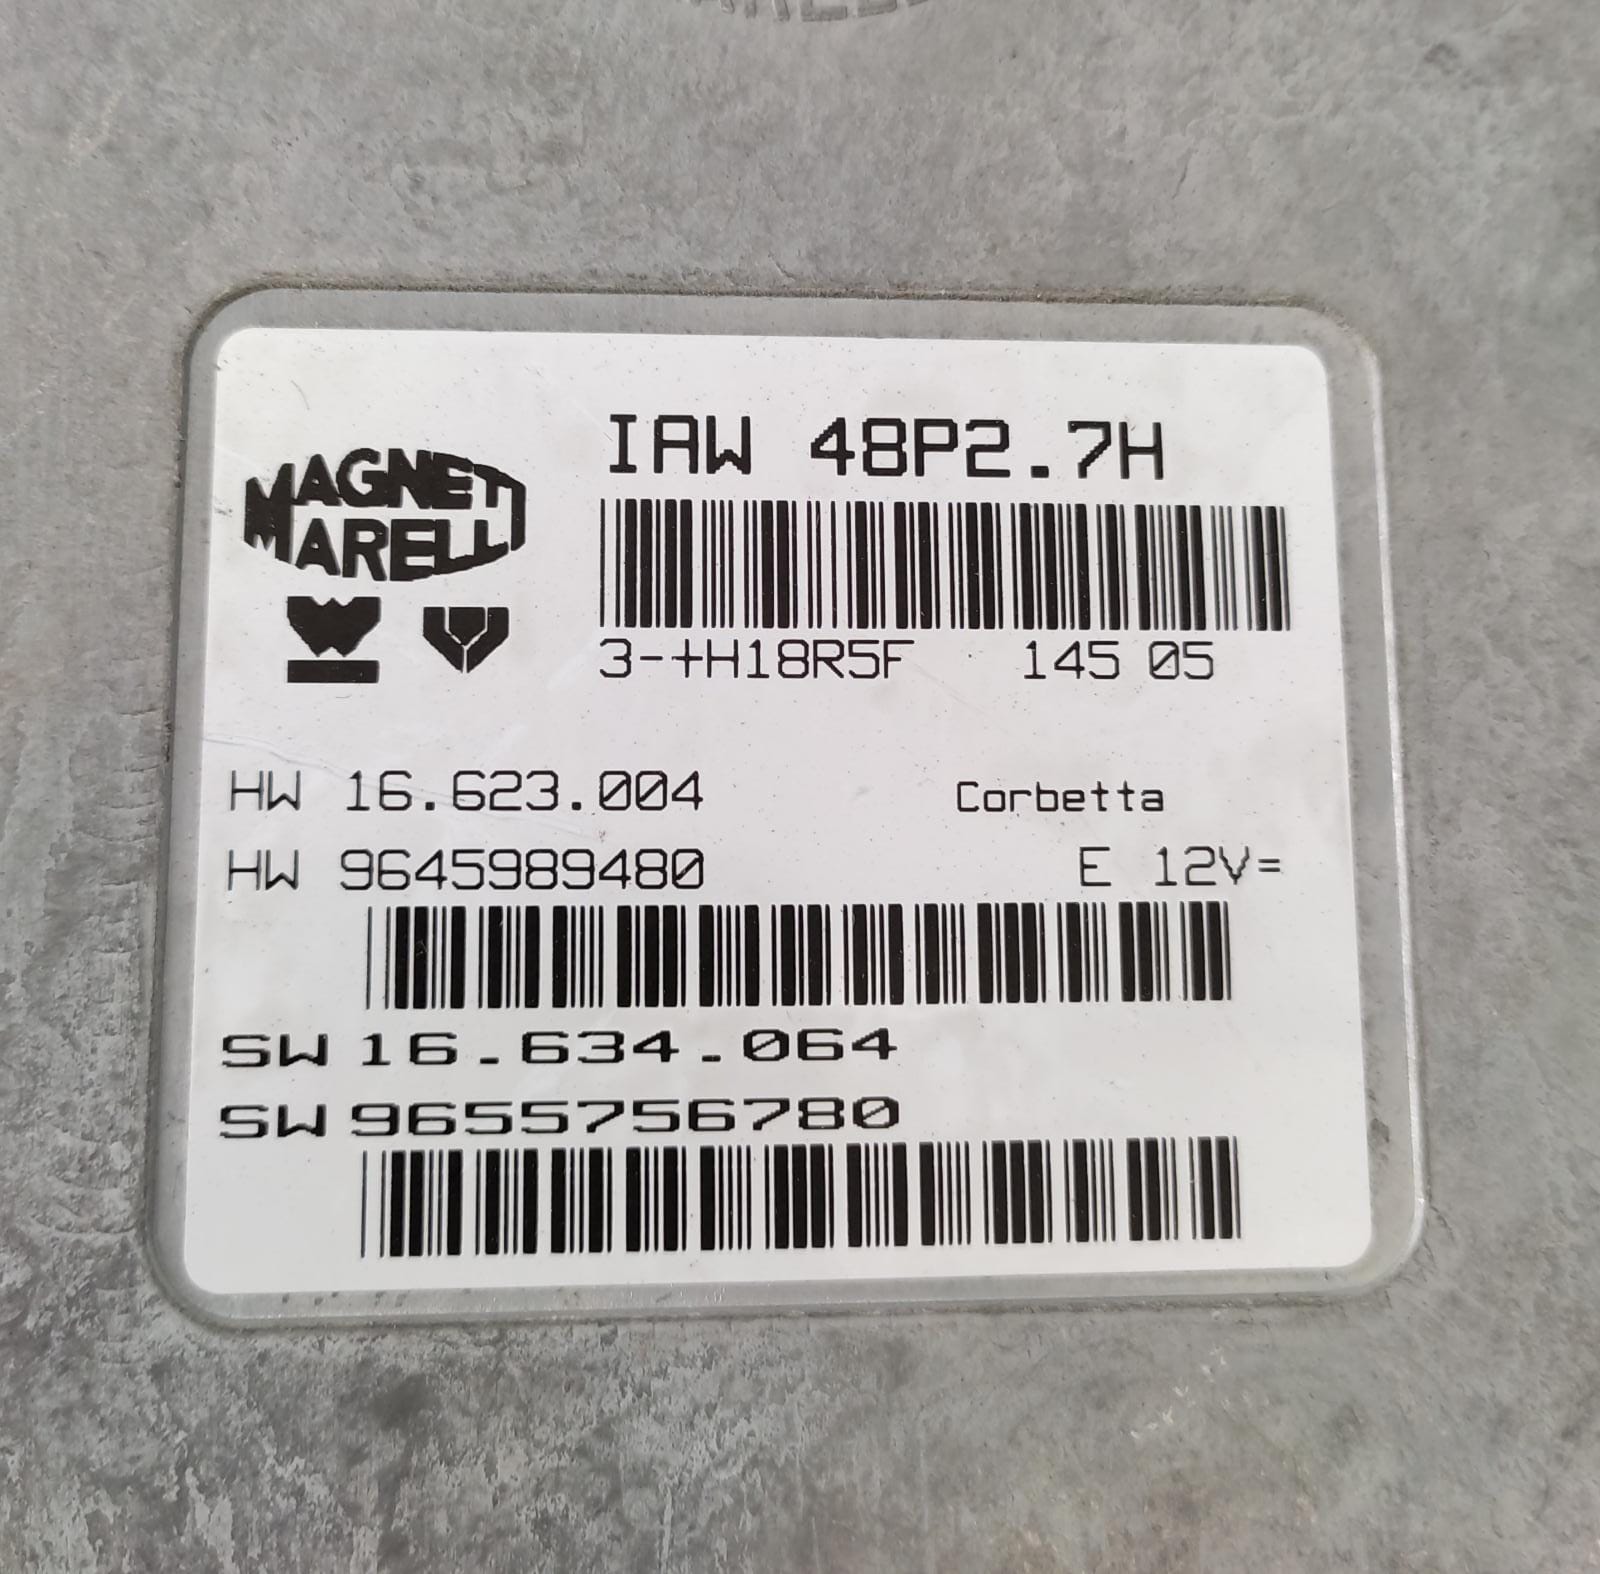 MAGNETI
MARELLI
IAW 48P2.7H
3-+H18R5F 145 05
HW 16.623.004 Corbetta
HW 9645989480 E 12V=
SW 16.634.064
SW 9655756780